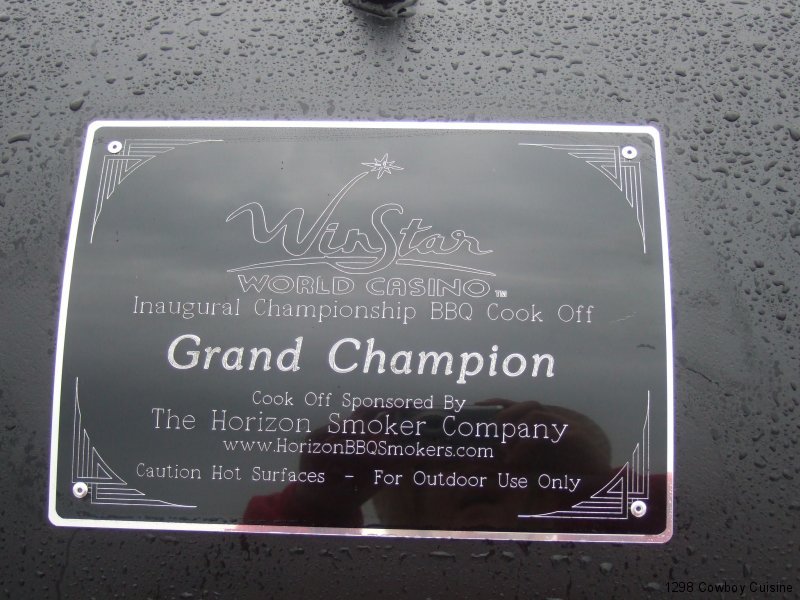 WinStar
WORLD CASINO TM
Inaugural Championship BBQ Cook Off
Grand Champion
Cook Off Sponsored By
The Horizon Smoker Company
www.HorizonBBQSmokers.com
Caution Hot Surfaces - For Outdoor Use Only
1298 Cowboy Cuisine